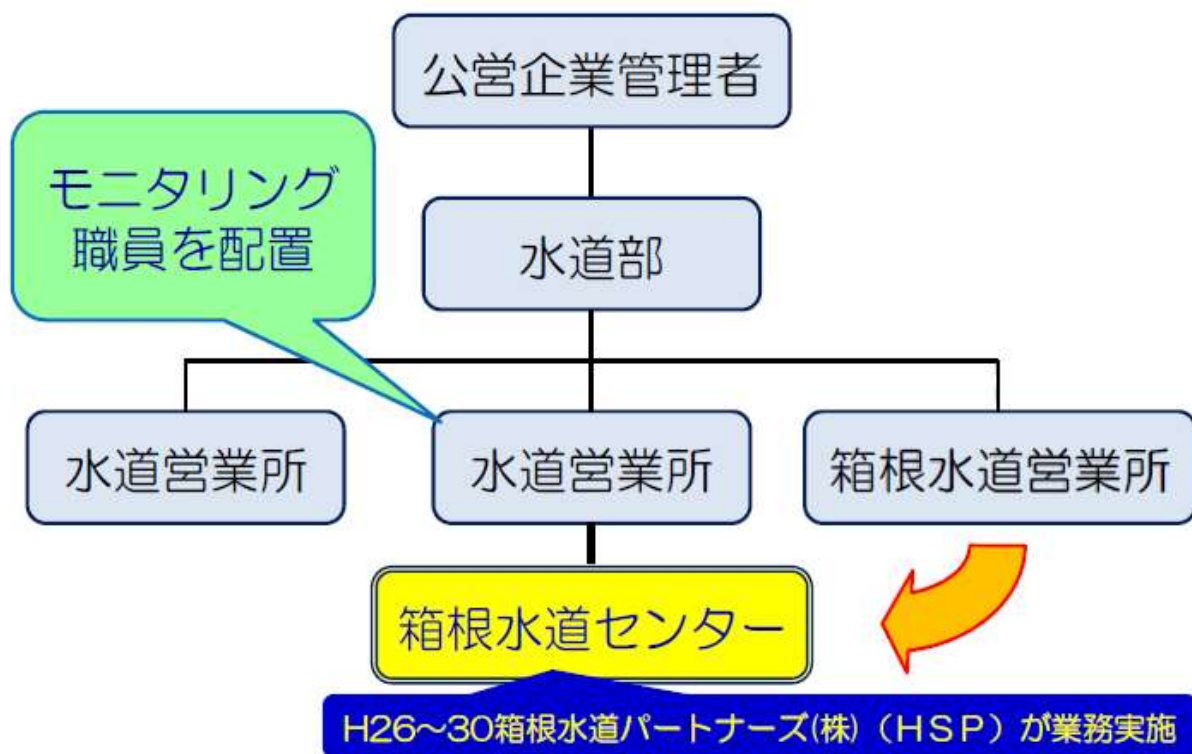 公営企業管理者
モニタリング
職員を配置
水道部
水道営業所
水道営業所
箱根水道営業所
箱根水道センター
H26～30箱根水道パートナーズ(株)（ＨＳＰ）が業務実施